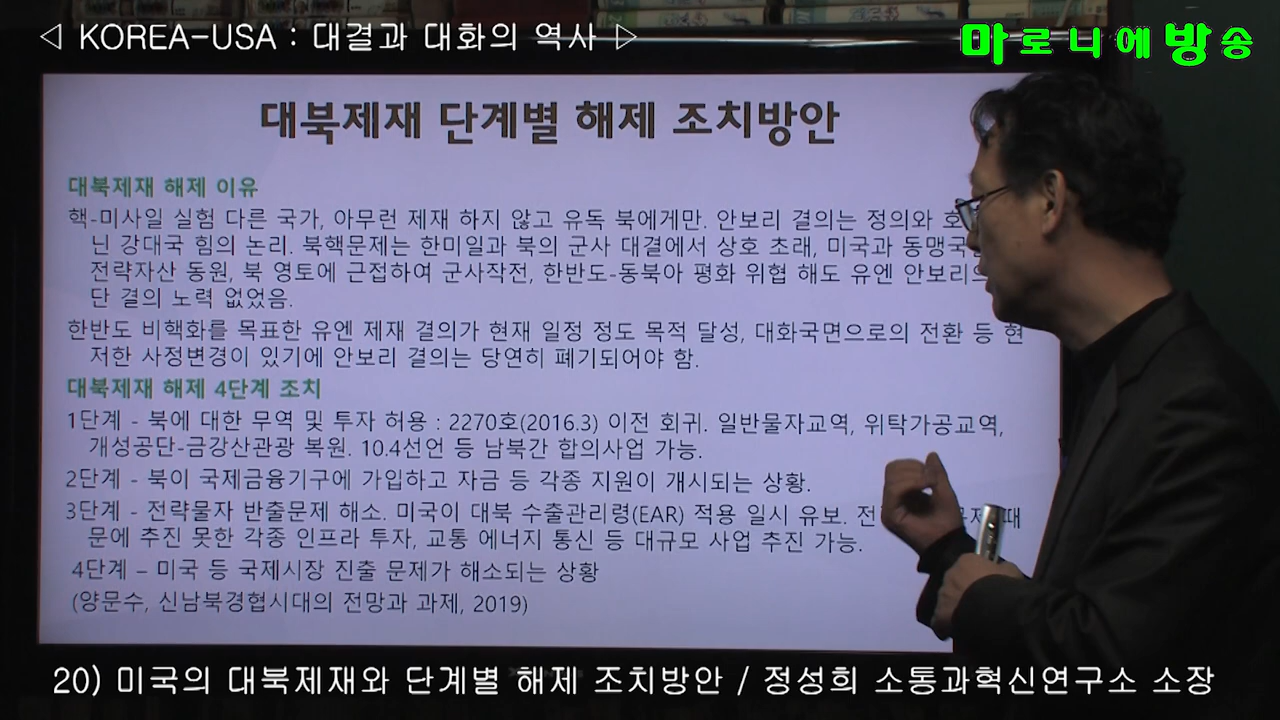 ◁ KOREA-USA : 대결과 대화의 역사 ▷
마로니에방송
대북제재 단계별 해제 조치방안
대북제재 해제 이유
핵-미사일 실험 다른 국가, 아무런 제재 하지 않고 유독 북에게만. 안보리 결의는 정의와
닌 강대국 힘의 논리. 북핵문제는 한미일과 북의 군사 대결에서 상호 초래, 미국과
전략자산 동원, 북 영토에 근접하여 군사작전, 한반도-동북아 평화 위협 해도 유엔 안보리의
단 결의 노력 없었음.
한반도 비핵화를 목표한 유엔 제재 결의가 현재 일정 정도 목적 달성, 대화국면으로의 전환 등 현
저한 사정변경이 있기에 안보리 결의는 당연히 폐기되어야 함.
대북제재 해제 4단계 조치
1단계 - 북에 대한 무역 및 투자 허용 : 2270호(2016.3) 이전 회귀. 일반물자교역, 위탁가공교역,
개성공단-금강산관광 복원. 10.4선언 등 남북간 합의사업 가능.
2단계 - 북이 국제금융기구에 가입하고 자금 등 각종 지원이 개시되는 상황.
3단계 - 전략물자 반출문제 해소. 미국이 대북 수출관리령(EAR) 적용 일시 유보. 때
문에 추진 못한 각종 인프라 투자, 교통 에너지 통신 등 대규모 사업 추진 가능.
4단계 – 미국 등 국제시장 진출 문제가 해소되는 상황
(양문수, 신남북경협시대의 전망과 과제, 2019)
20) 미국의 대북제재와 단계별 해제 조치방안 / 정성희 소통과혁신연구소 소장